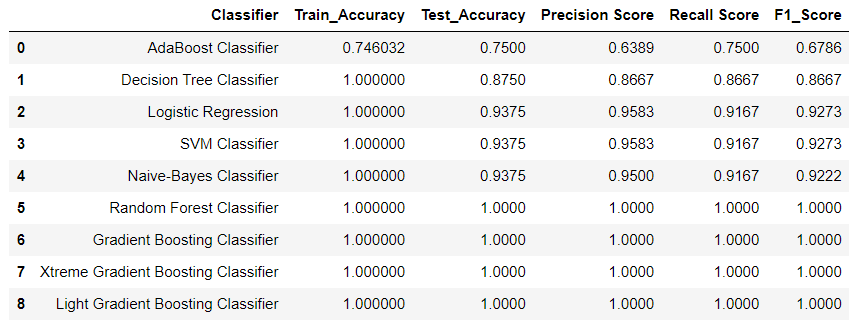 Classifier Train_Accuracy Test_Accuracy Precision Score Recall Score F1_Score
0 AdaBoost Classifier 0.746032 0.7500 0.6389 0.7500 0.6786
1 Decision Tree Classifier 1.000000 0.8750 0.8667 0.8667 0.8667
2 Logistic Regression 1.000000 0.9375 0.9583 0.9167 0.9273
3 SVM Classifier 1.000000 0.9375 0.9583 0.9167 0.9273
4 Naive-Bayes Classifier 1.000000 0.9375 0.9500 0.9167 0.9222
5 Random Forest Classifier 1.000000 1.0000 1.0000 1.0000 1.0000
6 Gradient Boosting Classifier 1.000000 1.0000 1.0000 1.0000 1.0000
7 Xtreme Gradient Boosting Classifier 1.000000 1.0000 1.0000 1.0000 1.0000
8 Light Gradient Boosting Classifier 1.000000 1.0000 1.0000 1.0000 1.0000